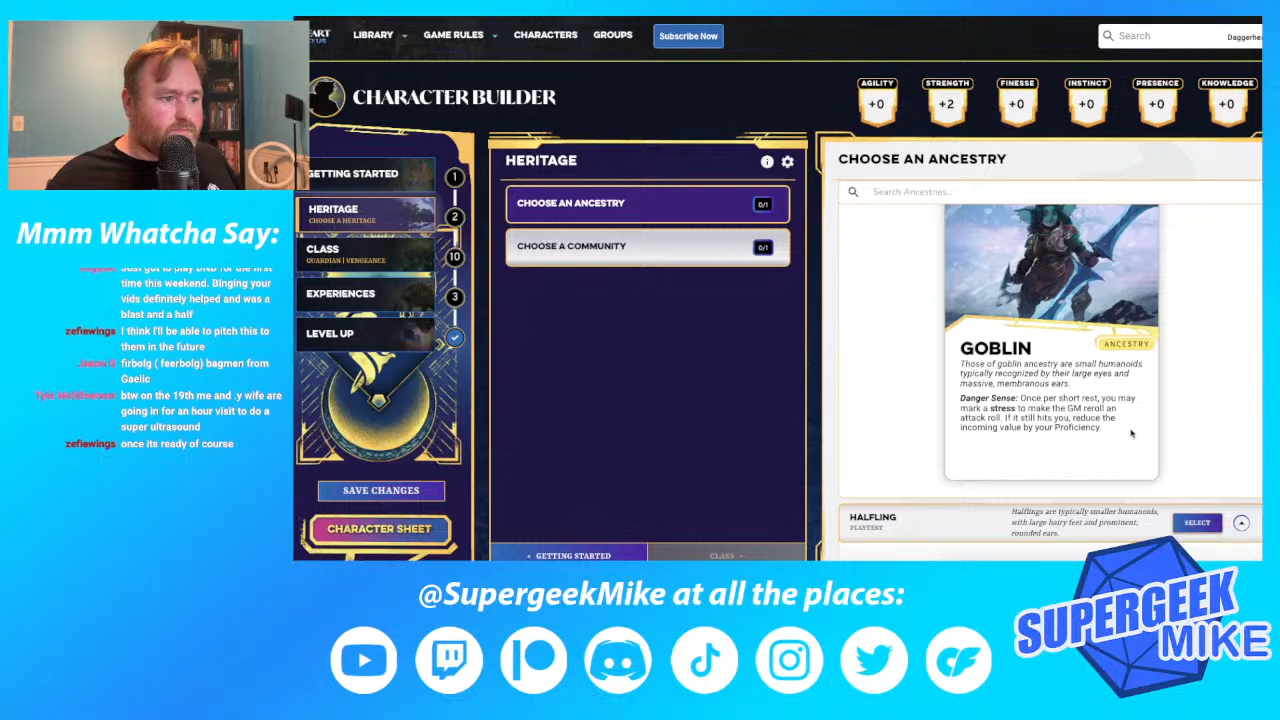 EART
LIBRARY
GAME RULES
CHARACTERS
GROUPS
Subscribe Now
Search
Daggerhe
CHARACTER BUILDER
AGILITY
+0
STRENGTH
+2
FINESSE
+0
INSTINCT
+0
PRESENCE
+0
KNOWLEDGE
+0
GETTING STARTED
1
HERITAGE
CHOOSE A HERITAGE
2
CLASS
GUARDIAN | VENGEANCE
10
EXPERIENCES
3
LEVEL UP
SAVE CHANGES
CHARACTER SHEET
HERITAGE
CHOOSE AN ANCESTRY
0/1
CHOOSE A COMMUNITY
0/1
< GETTING STARTED
CLASS >
CHOOSE AN ANCESTRY
Search Ancestries...
GOBLIN
ANCESTRY
Those of goblin ancestry are small humanoids
typically recognized by their large eyes and
massive, membranous ears.
Danger Sense: Once per short rest, you may
mark a stress to make the GM reroll an
attack roll. If it still hits you, reduce the
incoming value by your Proficiency.
HALFLING
PLAYTEST
Halflings are typically smaller humanoids,
with large hairy feet and prominent,
rounded ears.
SELECT
Mmm Whatcha Say:
Just got to play DND for the first
time this weekend. Binging your
vids definitely helped and was a
blast and a half
zefiewings I think I'll be able to pitch this to
them in the future
firbolg ( feerbolg) bagmen from
Gaelic
btw on the 19th me and .y wife are
going in for an hour visit to do a
super ultrasound
zefiewings once its ready of course
@SupergeekMike at all the places:
SUPERGEEK
MIKE